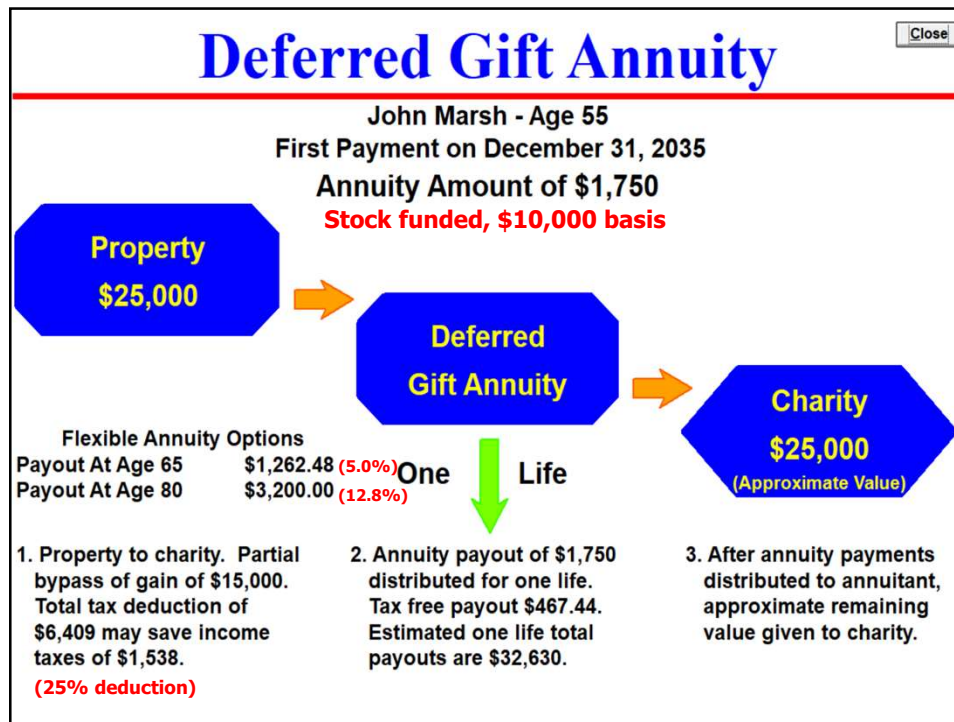 Close
Deferred Gift Annuity
John Marsh - Age 55
First Payment on December 31, 2035
Annuity Amount of $1,750
Stock funded, $10,000 basis
Property
$25,000
Deferred
Gift Annuity
Charity
$25,000
(Approximate Value)
Flexible Annuity Options
Payout At Age 65 $1,262.48 (5.0%)
Payout At Age 80 $3,200.00 (12.8%)
One Life
1. Property to charity. Partial
bypass of gain of $15,000.
Total tax deduction of
$6,409 may save income
taxes of $1,538.
(25% deduction)
2. Annuity payout of $1,750
distributed for one life.
Tax free payout $467.44.
Estimated one life total
payouts are $32,630.
3. After annuity payments
distributed to annuitant,
approximate remaining
value given to charity.